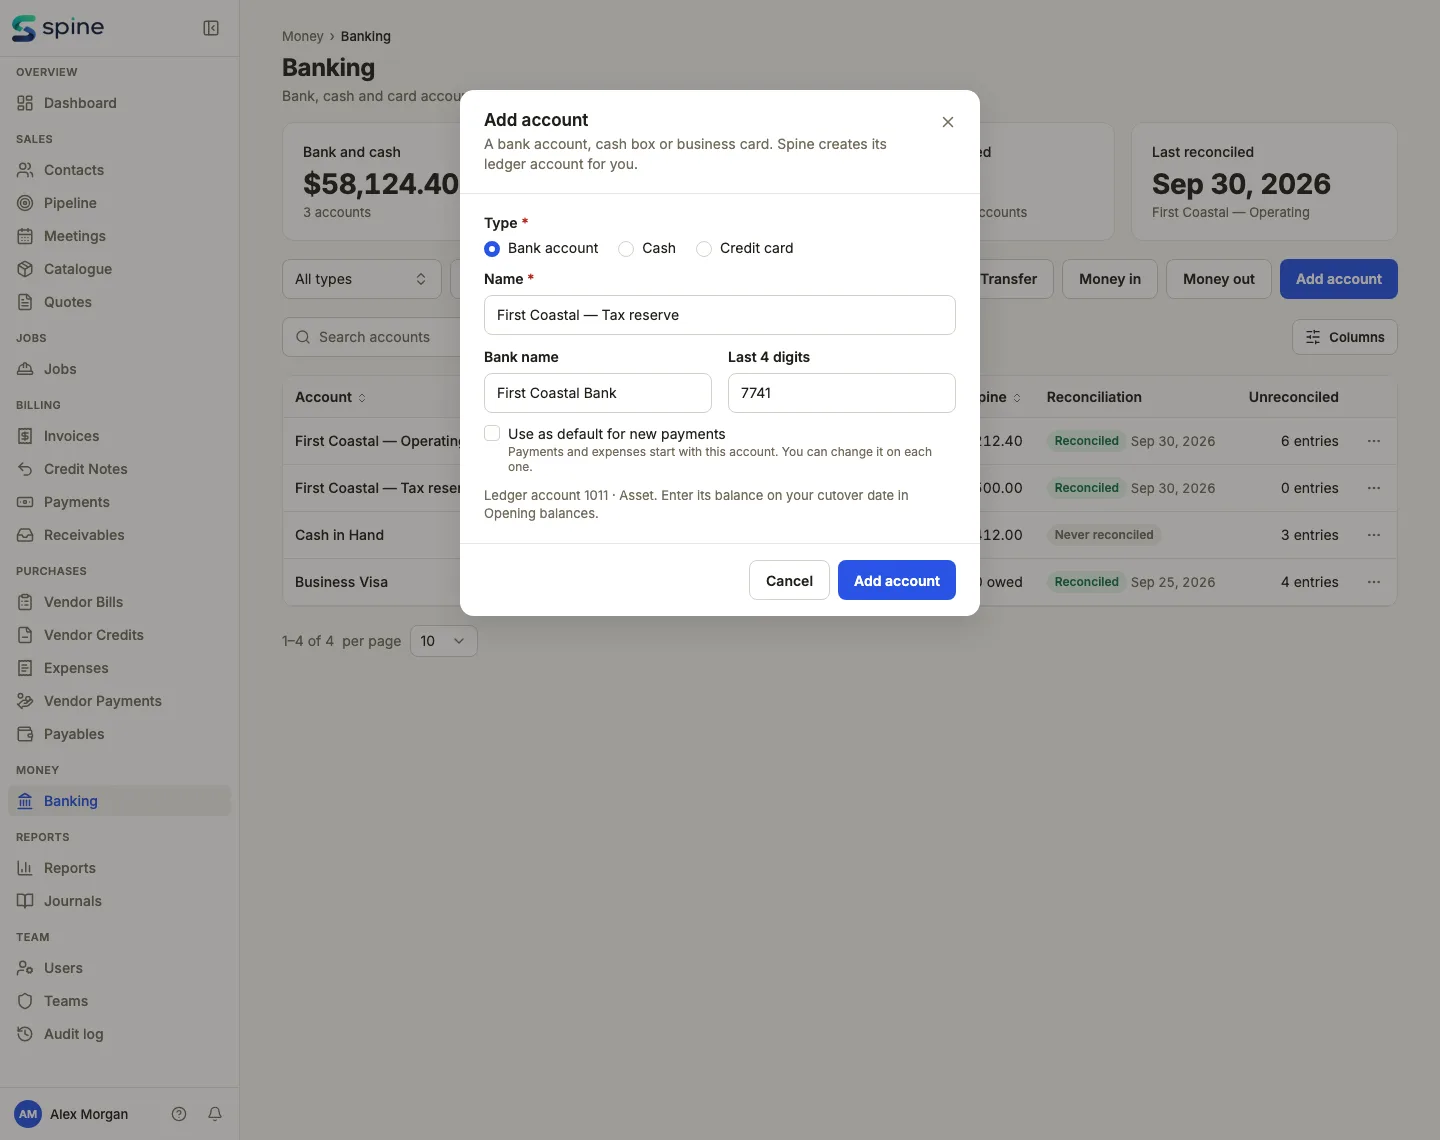 spine
OVERVIEW
Dashboard
SALES
Contacts
Pipeline
Meetings
Catalogue
Quotes
JOBS
Jobs
BILLING
Invoices
Credit Notes
Payments
Receivables
PURCHASES
Vendor Bills
Vendor Credits
Expenses
Vendor Payments
Payables
MONEY
Banking
REPORTS
Reports
Journals
TEAM
Users
Teams
Audit log
AM Alex Morgan
Money › Banking
Banking
Bank, cash and card
Bank and cash
$58,124.40
3 accounts
Last reconciled
Sep 30, 2026
First Coastal — Operating
All types
Transfer
Money in
Money out
Add account
Search accounts
Columns
Account Reconciliation Unreconciled
First Coastal — Operating 212.40 Reconciled Sep 30, 2026 6 entries ...
First Coastal — Tax 500.00 Reconciled Sep 30, 2026 0 entries ...
Cash in Hand 412.00 Never reconciled 3 entries ...
Business Visa owed Reconciled Sep 25, 2026 4 entries ...
1–4 of 4 per page 10
Add account
A bank account, cash box or business card. Spine creates its
ledger account for you.
Type *
Bank account Cash Credit card
Name *
First Coastal — Tax reserve
Bank name Last 4 digits
First Coastal Bank 7741
Use as default for new payments
Payments and expenses start with this account. You can change it on each
one.
Ledger account 1011 · Asset. Enter its balance on your cutover date in
Opening balances.
Cancel
Add account